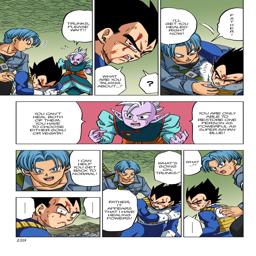 I'LL GET
YOU
HEALED
RIGHT
NOW!
?
WHAT
ARE YOU
TALKING
ABOUT...?
TRUNKS,
PLEASE
WAIT!!
YOU ARE ONLY
ABLE TO
RESTORE ONE
PERSON AS
POWERFUL AS
SUPER SAIYAN
BLUE!
YOU CAN'T
HEAL BOTH
OF THEM.
YOU HAVE
TO CHOOSE
EITHER GOKU
OR VEGETA!
WHAT'S
GOING
ON,
TRUNKS?
FATHER,
IT
APPEARS
THAT I HAVE
HEALING
POWERS!
I CAN
HELP YOU
GET BACK
TO
NORMAL!